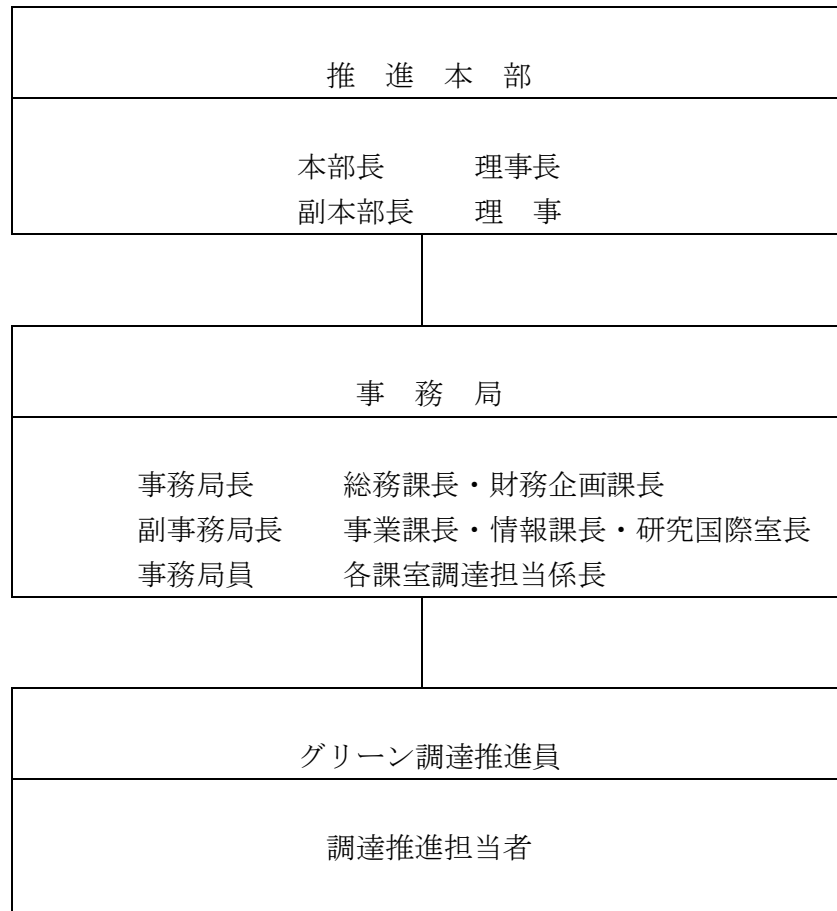 推　進　本　部
本部長　　　理事長
副本部長　　理　事
事　務　局
事務局長　　　総務課長・財務企画課長
副事務局長　　事業課長・情報課長・研究国際室長
事務局員　　　各課室調達担当係長
グリーン調達推進員
調達推進担当者